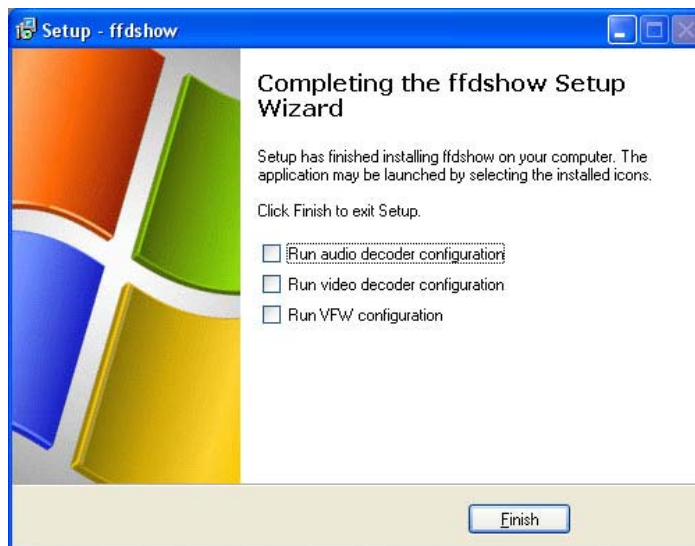 Setup - ffdshow
Completing the ffdshow Setup
Wizard
Setup has finished installing ffdshow on your computer. The
application may be launched by selecting the installed icons.
Click Finish to exit Setup.
Run audio decoder configuration
Run video decoder configuration
Run VFW configuration
Finish